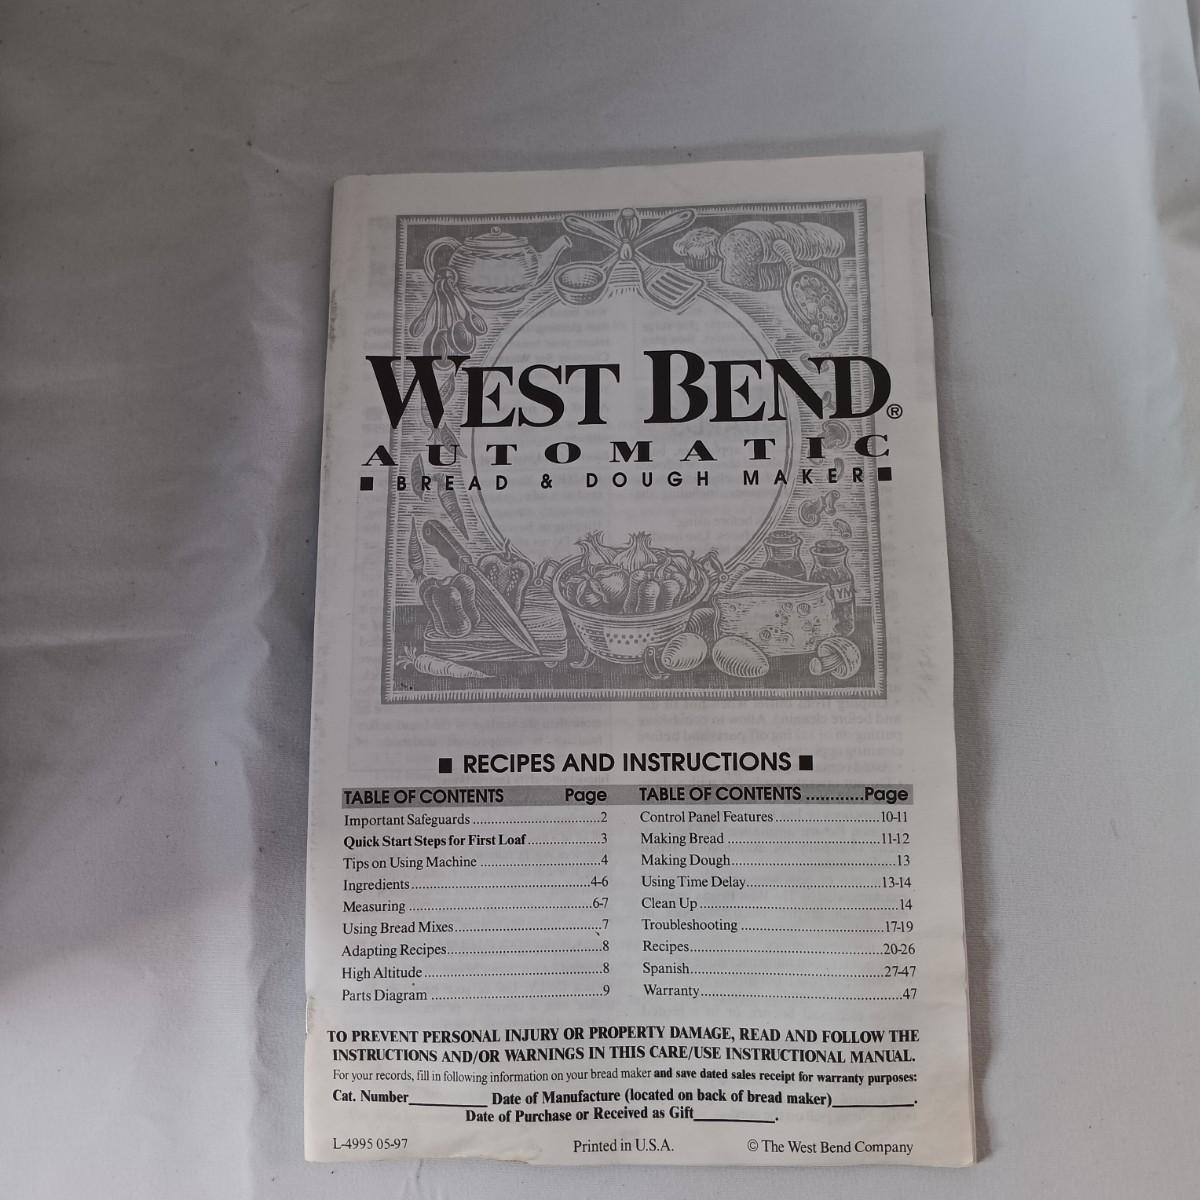 WEST BEND®
AUTOMATIC
■ BREAD & DOUGH MAKER ■
■ RECIPES AND INSTRUCTIONS ■
TABLE OF CONTENTS Page
Important Safeguards..............................2
Quick Start Steps for First Loaf.................3
Tips on Using Machine............................4
Ingredients..........................................4-6
Measuring..........................................6-7
Using Bread Mixes..................................7
Adapting Recipes....................................8
High Altitude.........................................8
Parts Diagram........................................9
TABLE OF CONTENTS ............Page
Control Panel Features.........................10-11
Making Bread....................................11-12
Making Dough.......................................13
Using Time Delay................................13-14
Clean Up..............................................14
Troubleshooting..................................17-19
Recipes............................................20-26
Spanish............................................27-47
Warranty..............................................47
TO PREVENT PERSONAL INJURY OR PROPERTY DAMAGE, READ AND FOLLOW THE
INSTRUCTIONS AND/OR WARNINGS IN THIS CARE/USE INSTRUCTIONAL MANUAL.
For your records, fill in following information on your bread maker and save dated sales receipt for warranty purposes:
Cat. Number__________ Date of Manufacture (located on back of bread maker)__________.
Date of Purchase or Received as Gift__________.
L-4995 05-97 Printed in U.S.A. © The West Bend Company